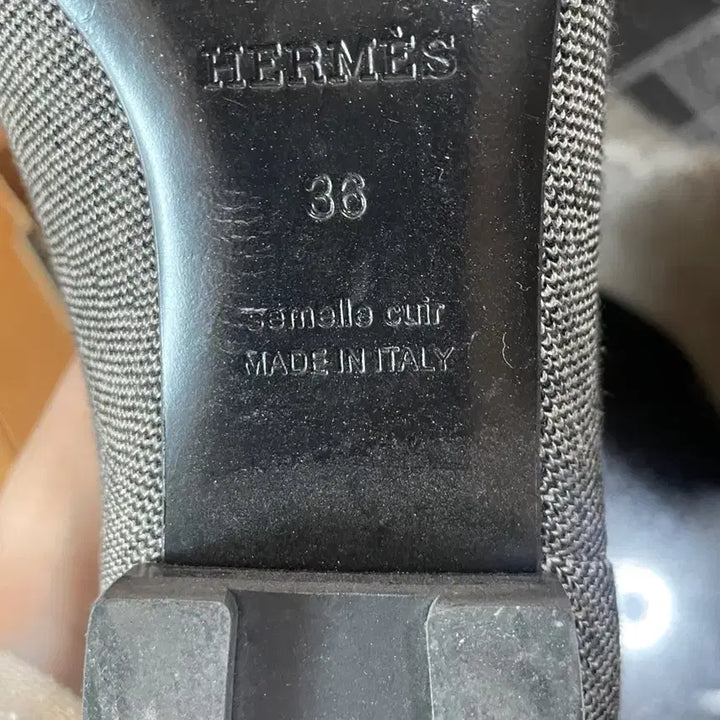 HERMÈS
36
semelle cuir
MADE IN ITALY